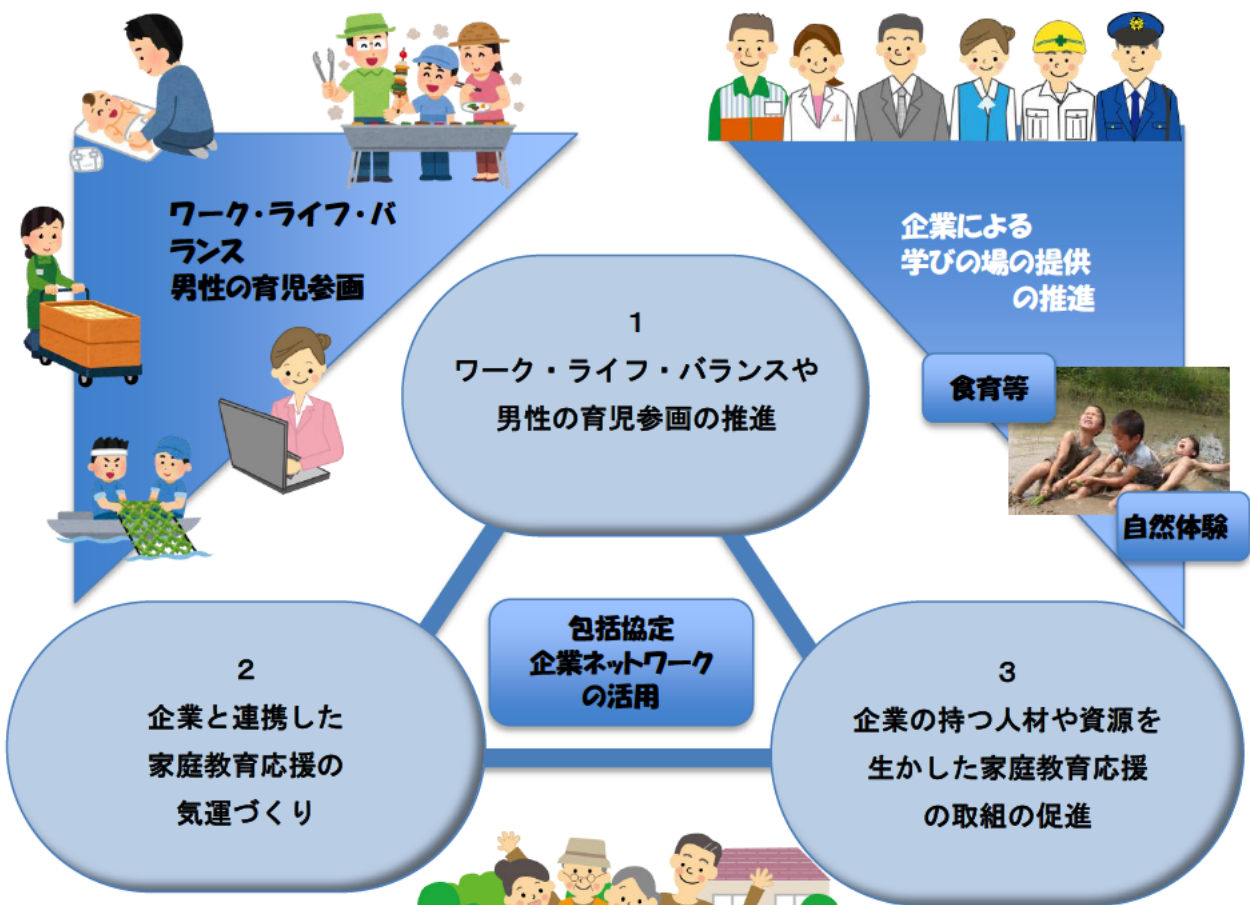 ワーク・ライフ・バ
ランス
男性の育児参画
企業による
学びの場の提供
の推進
1
ワーク・ライフ・バランスや
男性の育児参画の推進
食育等
自然体験
包括協定
企業ネットワーク
の活用
2
企業と連携した
家庭教育応援の
気運づくり
3
企業の持つ人材や資源を
生かした家庭教育応援
の取組の促進